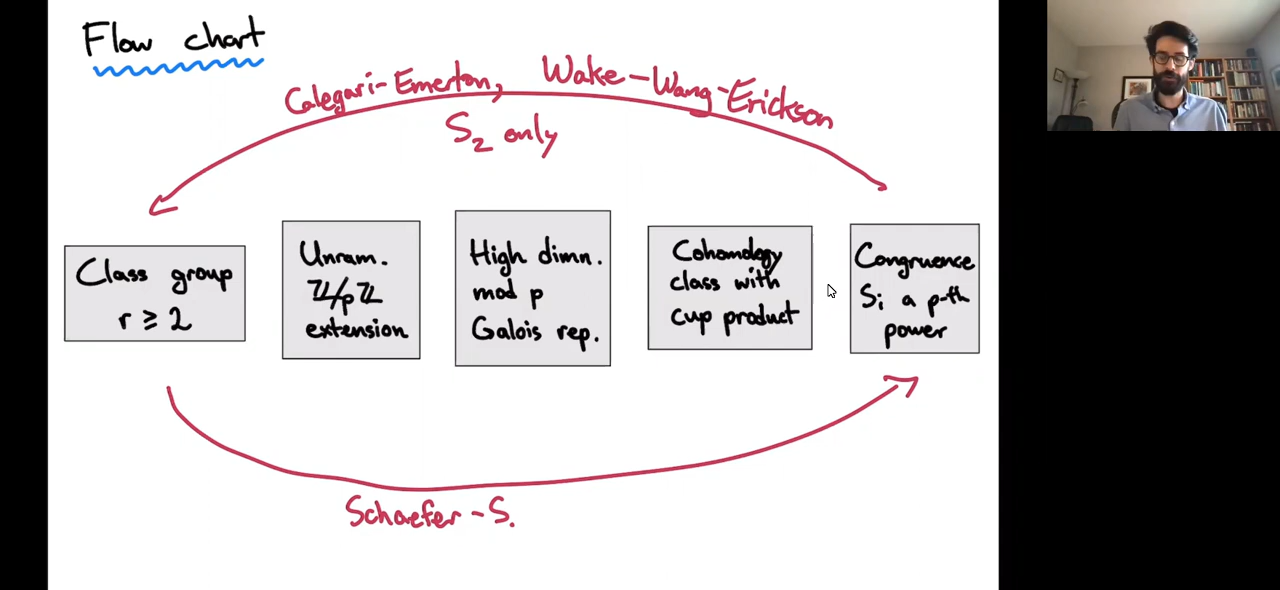 Flow chart
Calegari-Emerton, Wake-Wang-Erickson
S₂ only
Class group
r ≥ 2
Unram.
ℤ/pℤ
extension
High dimn.
mod p
Galois rep.
Cohomology
class with
cup product
Congruence
Sᵢ a p-th
power
Schaefer-S.